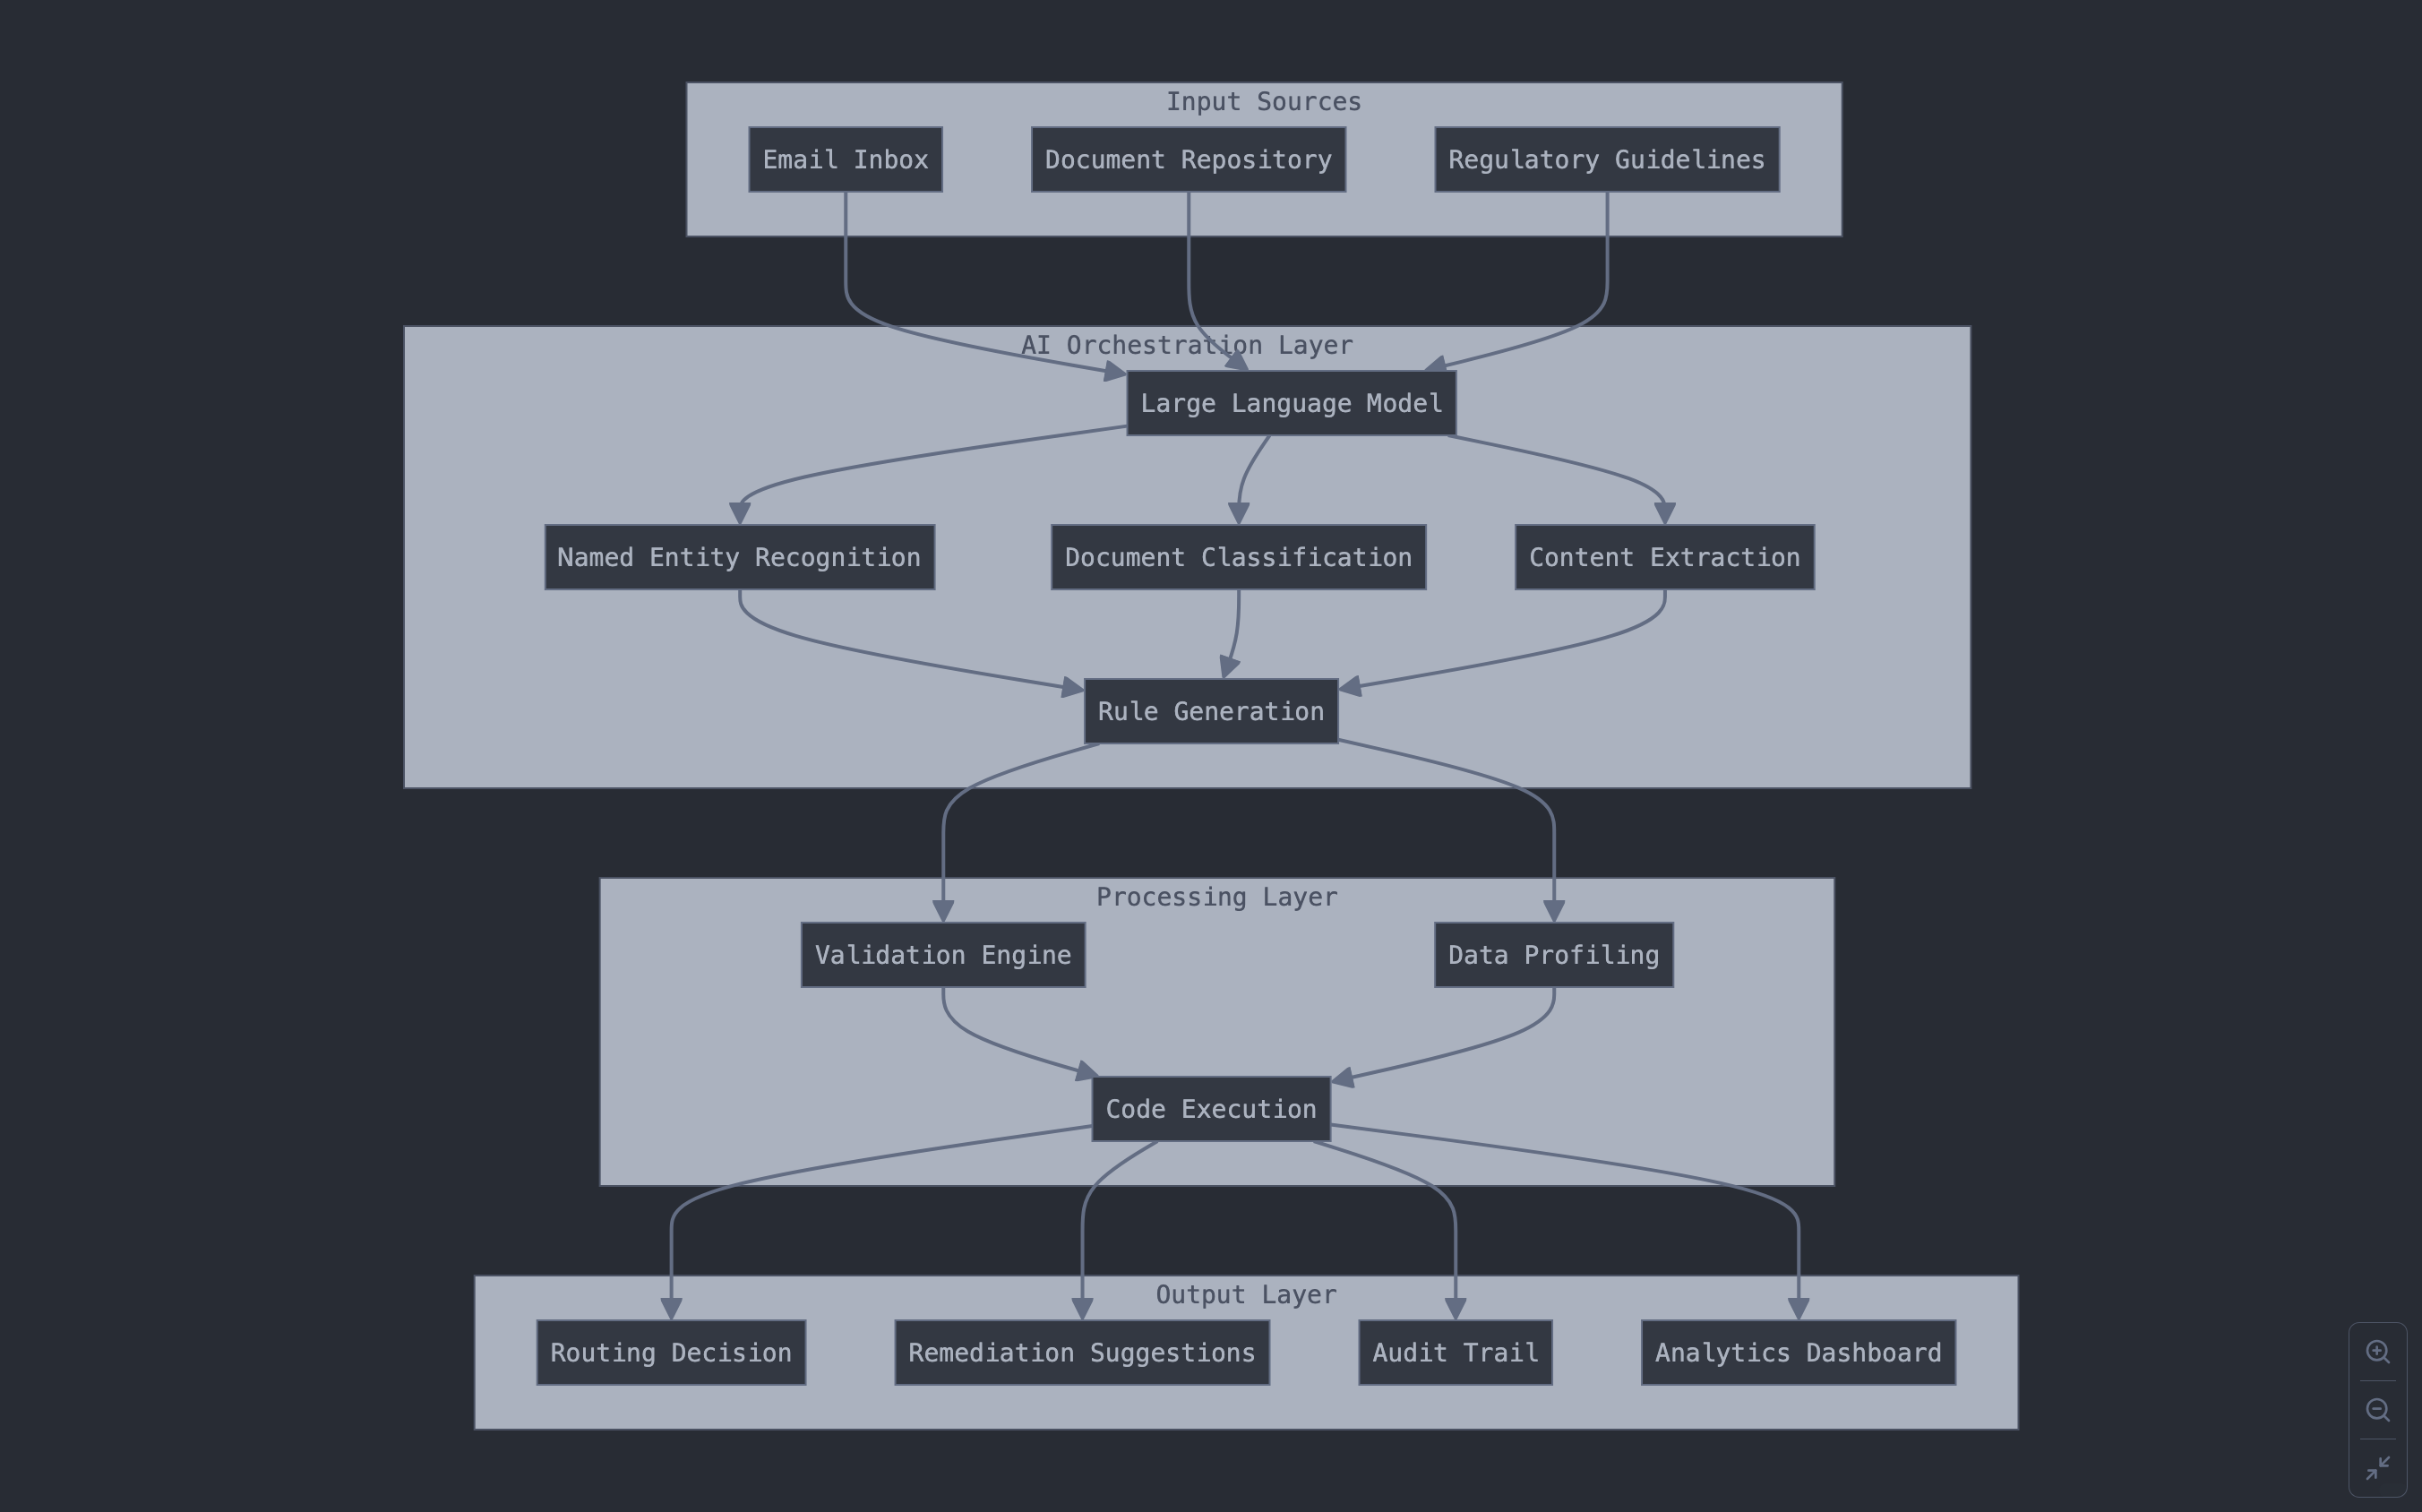 Input Sources
Email Inbox
Document Repository
Regulatory Guidelines
AI Orchestration Layer
Large Language Model
Named Entity Recognition
Document Classification
Content Extraction
Rule Generation
Processing Layer
Validation Engine
Data Profiling
Code Execution
Output Layer
Routing Decision
Remediation Suggestions
Audit Trail
Analytics Dashboard